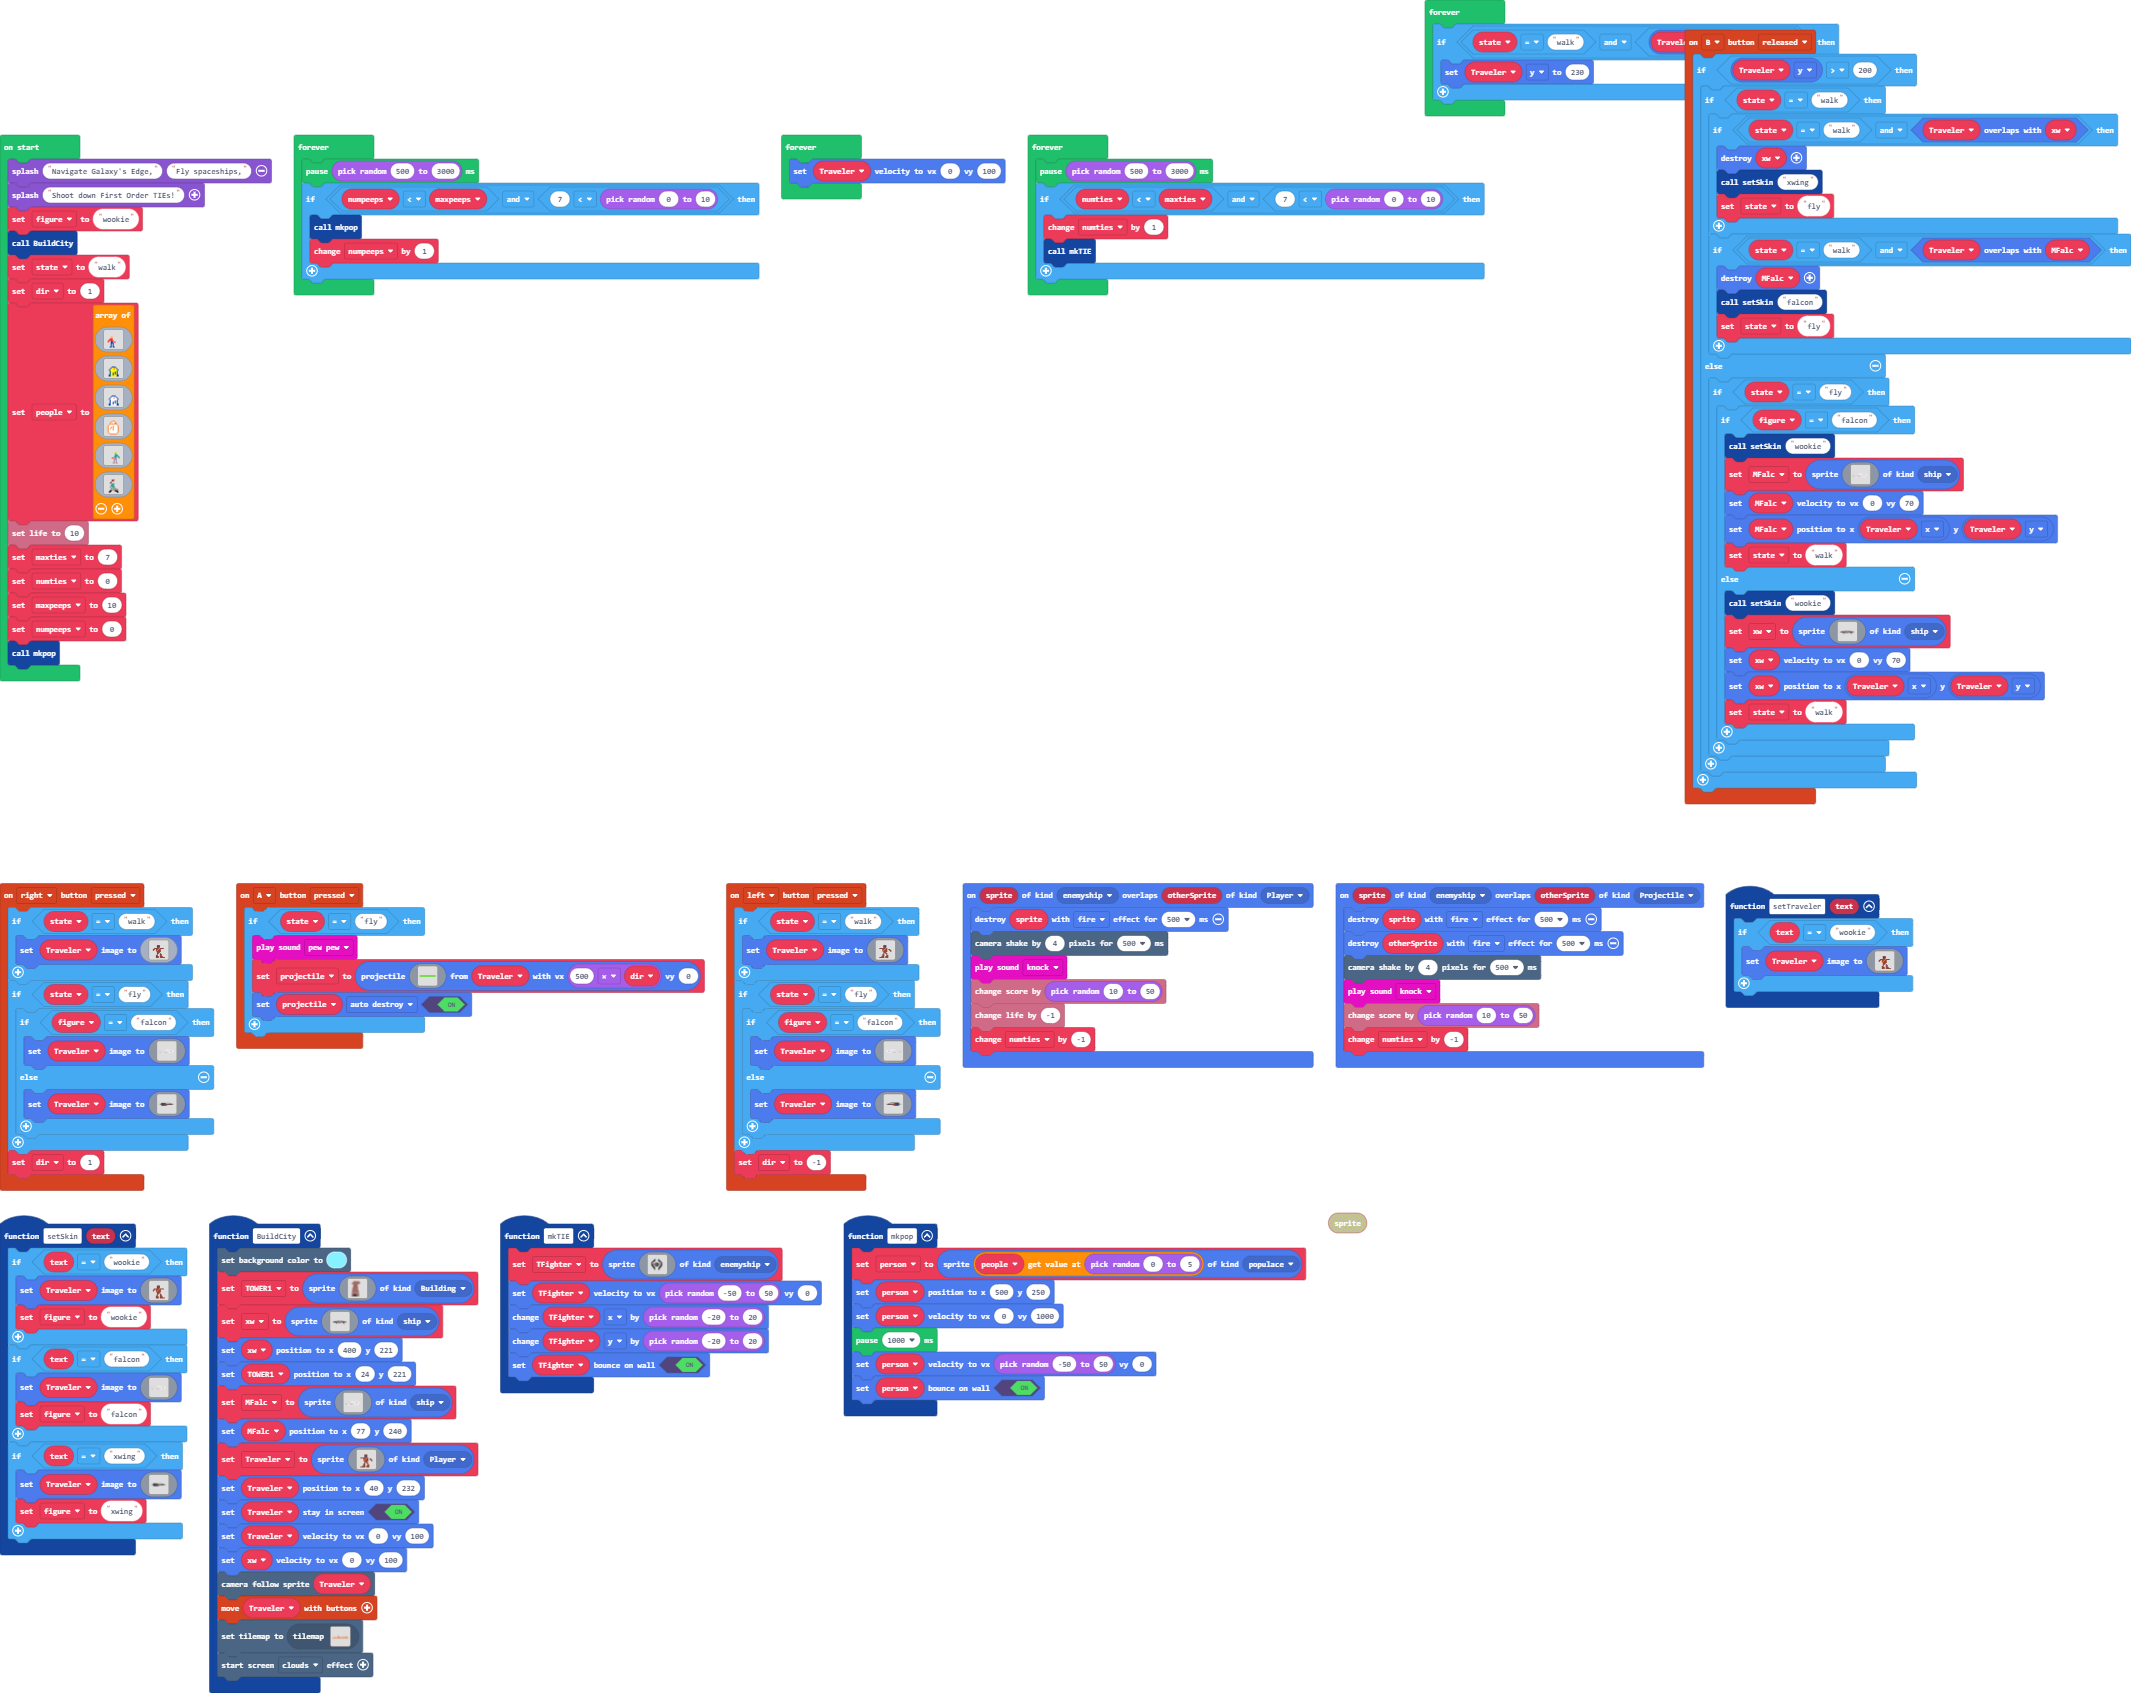 forever
if state = "walk" and Travel then
set Traveler y to 230
on B button released
if Traveler y > 200 then
if state = "walk" then
if state = "walk" and Traveler overlaps with xw then
destroy xw
call setSkin "xwing"
set state to "fly"
if state = "walk" and Traveler overlaps with MFalc then
destroy MFalc
call setSkin "falcon"
set state to "fly"
else
if state = "fly" then
if figure = "falcon" then
call setSkin "wookie"
set MFalc to sprite of kind ship
set MFalc velocity to vx 0 vy 70
set MFalc position to x Traveler x y Traveler y
set state to "walk"
else
call setSkin "wookie"
set xw to sprite of kind ship
set xw velocity to vx 0 vy 70
set xw position to x Traveler x y Traveler y
set state to "walk"
on start
splash "Navigate Galaxy's Edge," "Fly spaceships,"
splash "Shoot down First Order TIEs!"
set figure to "wookie"
call BuildCity
set state to "walk"
set dir to 1
array of
set people to
set life to 10
set maxties to 7
set numties to 0
set maxpeeps to 10
set numpeeps to 0
call mkpop
forever
pause pick random 500 to 3000 ms
if numpeeps < maxpeeps and 7 < pick random 0 to 10 then
call mkpop
change numpeeps by 1
forever
set Traveler velocity to vx 0 vy 100
forever
pause pick random 500 to 3000 ms
if numties < maxties and 7 < pick random 0 to 10 then
change numties by 1
call mkTIE
on right button pressed
if state = "walk" then
set Traveler image to
if state = "fly" then
if figure = "falcon" then
set Traveler image to
else
set Traveler image to
set dir to 1
on A button pressed
if state = "fly" then
play sound pew pew
set projectile to projectile from Traveler with vx 500 × dir vy 0
set projectile auto destroy ON
on left button pressed
if state = "walk" then
set Traveler image to
if state = "fly" then
if figure = "falcon" then
set Traveler image to
else
set Traveler image to
set dir to -1
on sprite of kind enemyship overlaps otherSprite of kind Player
destroy sprite with fire effect for 500 ms
camera shake by 4 pixels for 500 ms
play sound knock
change score by pick random 10 to 50
change life by -1
change numties by -1
on sprite of kind enemyship overlaps otherSprite of kind Projectile
destroy sprite with fire effect for 500 ms
destroy otherSprite with fire effect for 500 ms
camera shake by 4 pixels for 500 ms
play sound knock
change score by pick random 10 to 50
change numties by -1
function setTraveler text
if text = "wookie" then
set Traveler image to
function setSkin text
if text = "wookie" then
set Traveler image to
set figure to "wookie"
if text = "falcon" then
set Traveler image to
set figure to "falcon"
if text = "xwing" then
set Traveler image to
set figure to "xwing"
function BuildCity
set background color to
set TOWER1 to sprite of kind Building
set xw to sprite of kind ship
set xw position to x 400 y 221
set TOWER1 position to x 24 y 221
set MFalc to sprite of kind ship
set MFalc position to x 77 y 240
set Traveler to sprite of kind Player
set Traveler position to x 40 y 232
set Traveler stay in screen ON
set Traveler velocity to vx 0 vy 100
set xw velocity to vx 0 vy 100
camera follow sprite Traveler
move Traveler with buttons
set tilemap to tilemap
start screen clouds effect
function mkTIE
set TFighter to sprite of kind enemyship
set TFighter velocity to vx pick random -50 to 50 vy 0
change TFighter x by pick random -20 to 20
change TFighter y by pick random -20 to 20
set TFighter bounce on wall ON
function mkpop
set person to sprite people get value at pick random 0 to 5 of kind populace
set person position to x 500 y 250
set person velocity to vx 0 vy 1000
pause 1000 ms
set person velocity to vx pick random -50 to 50 vy 0
set person bounce on wall ON
sprite